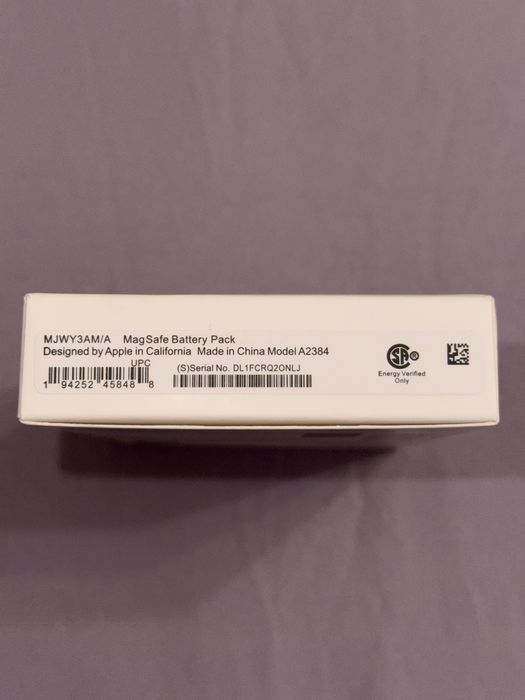 MJWY3AM/A MagSafe Battery Pack
Designed by Apple in California Made in China Model A2384
UPC
1 94252 45848 8
(S)Serial No. DL1FCRQ2ONLJ
SA ®
Energy Verified
Only